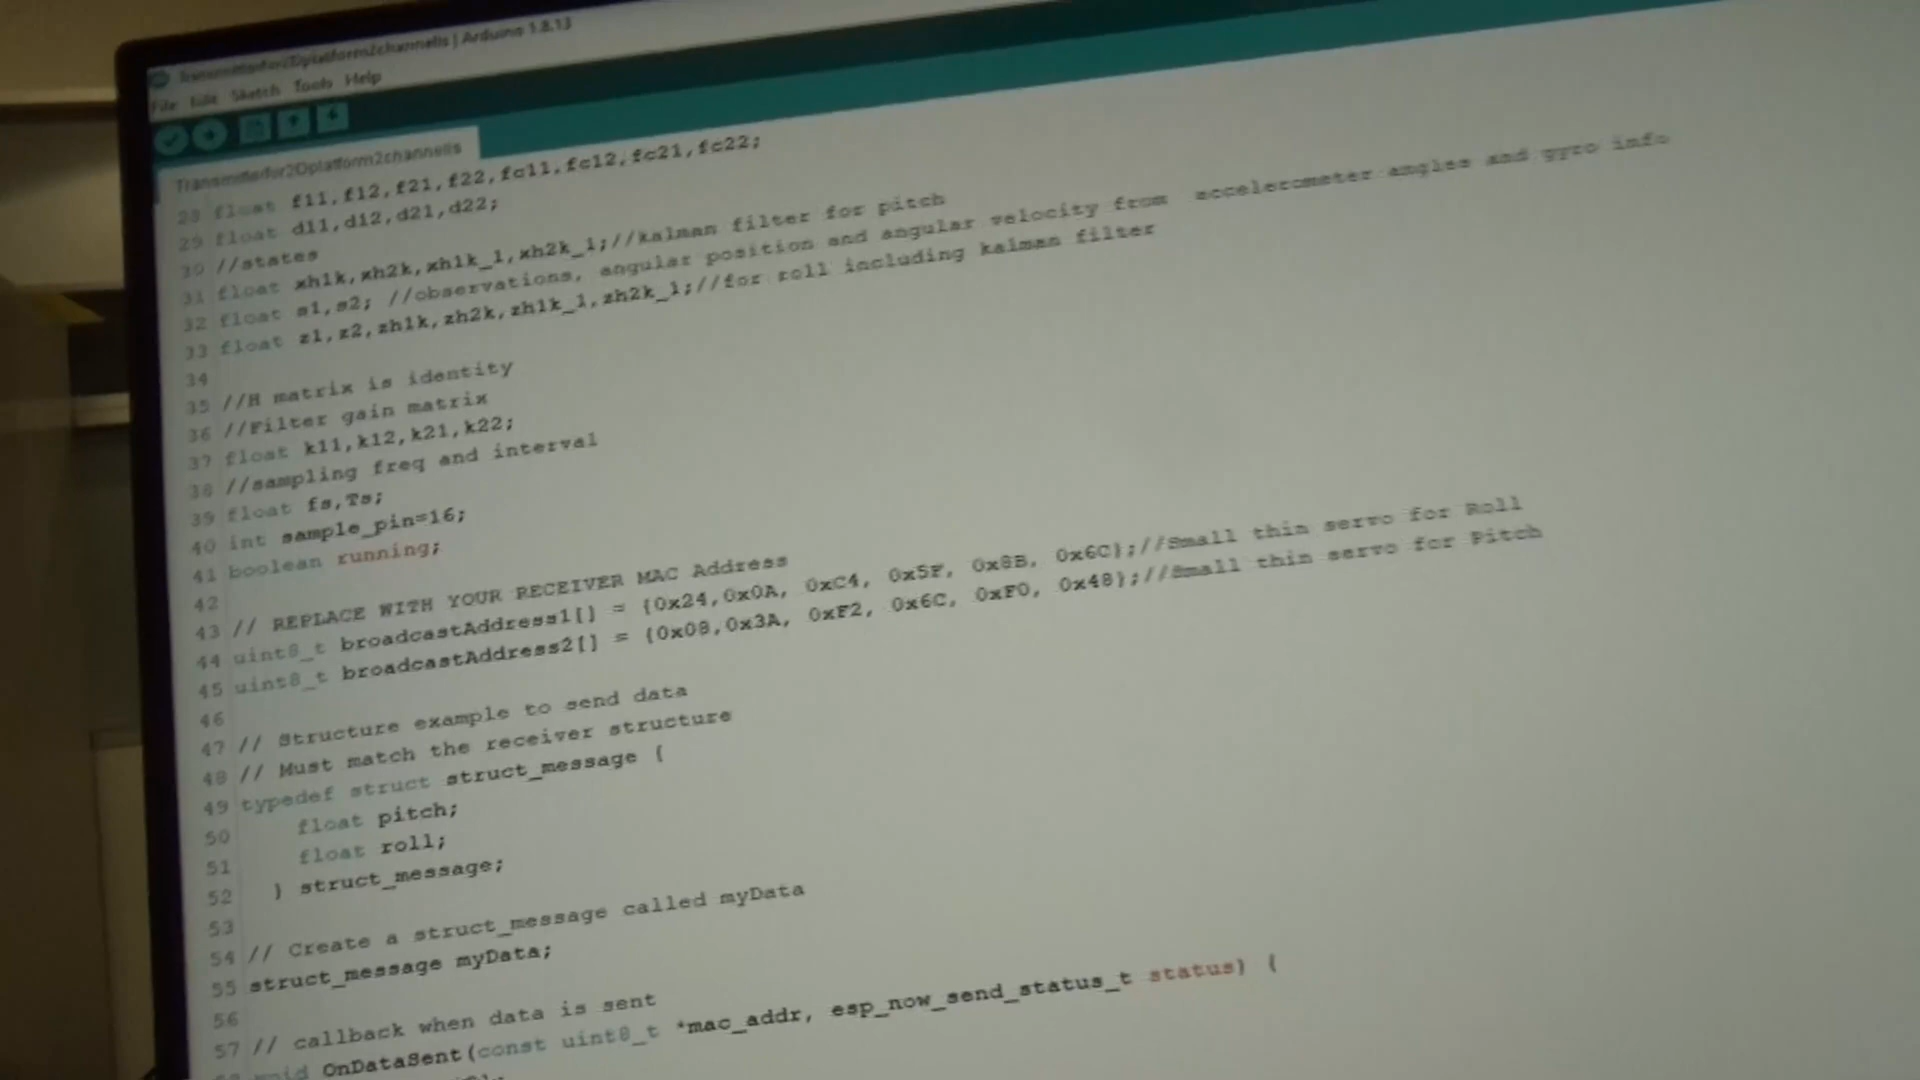 Transmitterfor2Dplatform2channells | Arduino 1.8.13
File Edit Sketch Tools Help
Transmitterfor2Dplatform2channells
28 float f11,f12,f21,f22,fc11,fc12,fc21,fc22;
29 float d11,d12,d21,d22;
30 //states
31 float xh1k,xh2k,xh1k_1,xh2k_1;//kalman filter for pitch
32 float s1,s2; //observations, angular position and angular velocity from accelerometer angles and gyro info
33 float z1,z2,zh1k,zh2k,zh1k_1,zh2k_1;//for roll including kalman filter
34
35 //H matrix is identity
36 //Filter gain matrix
37 float k11,k12,k21,k22;
38 //sampling freq and interval
39 float fs,Ts;
40 int sample_pin=16;
41 boolean running;
42
43 // REPLACE WITH YOUR RECEIVER MAC Address
44 uint8_t broadcastAddress1[] = {0x24,0x0A, 0xC4, 0x5F, 0x8B, 0x6C};//Small thin servo for Roll
45 uint8_t broadcastAddress2[] = {0x08,0x3A, 0xF2, 0x6C, 0xF0, 0x48};//Small thin servo for Pitch
46
47 // Structure example to send data
48 // Must match the receiver structure
49 typedef struct struct_message {
50 float pitch;
51 float roll;
52 } struct_message;
53
54 // Create a struct_message called myData
55 struct_message myData;
56
57 // callback when data is sent
58 void OnDataSent(const uint8_t *mac_addr, esp_now_send_status_t status) {